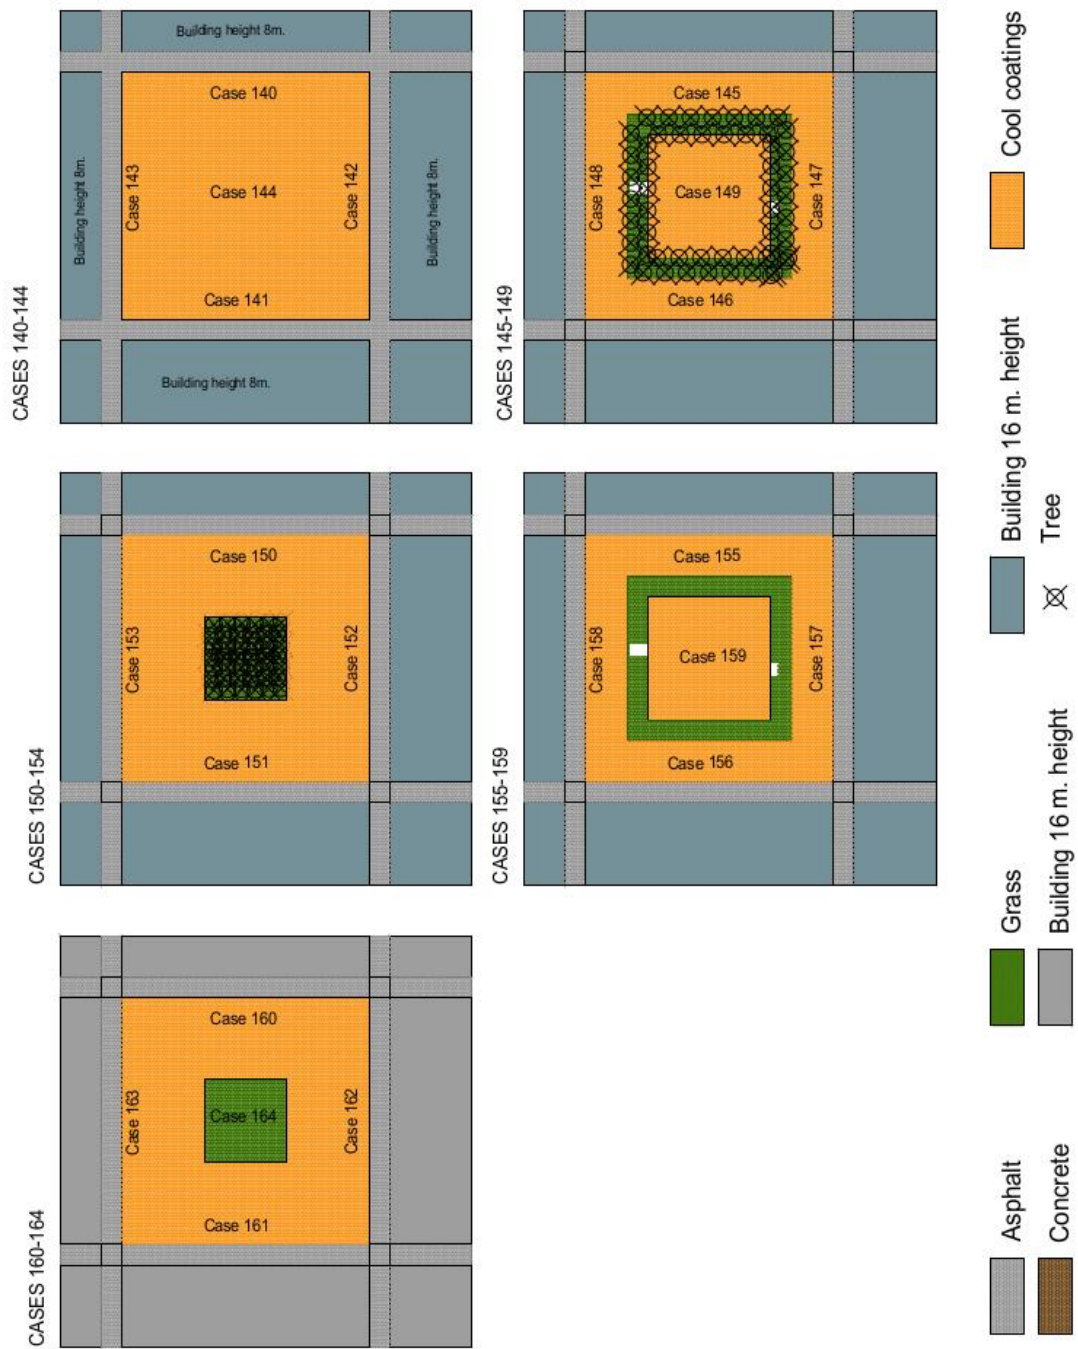 CASES 140-144
Building height 8m.
Case 140
Building height 8m.
Case 143
Case 144
Case 142
Building height 8m.
Case 141
Building height 8m.
CASES 145-149
Case 145
Case 148
Case 149
Case 147
Case 146
CASES 150-154
Case 150
Case 153
Case 152
Case 151
CASES 155-159
Case 155
Case 158
Case 159
Case 157
Case 156
CASES 160-164
Case 160
Case 163
Case 164
Case 162
Case 161
Asphalt
Grass
Building 16 m. height
Cool coatings
Concrete
Building 16 m. height
Tree